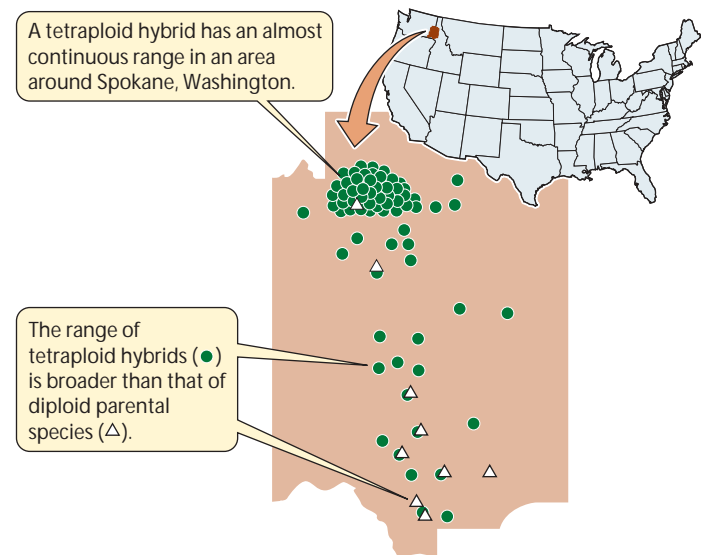 A tetraploid hybrid has an almost
continuous range in an area
around Spokane, Washington.
The range of
tetraploid hybrids (●)
is broader than that of
diploid parental
species (△).